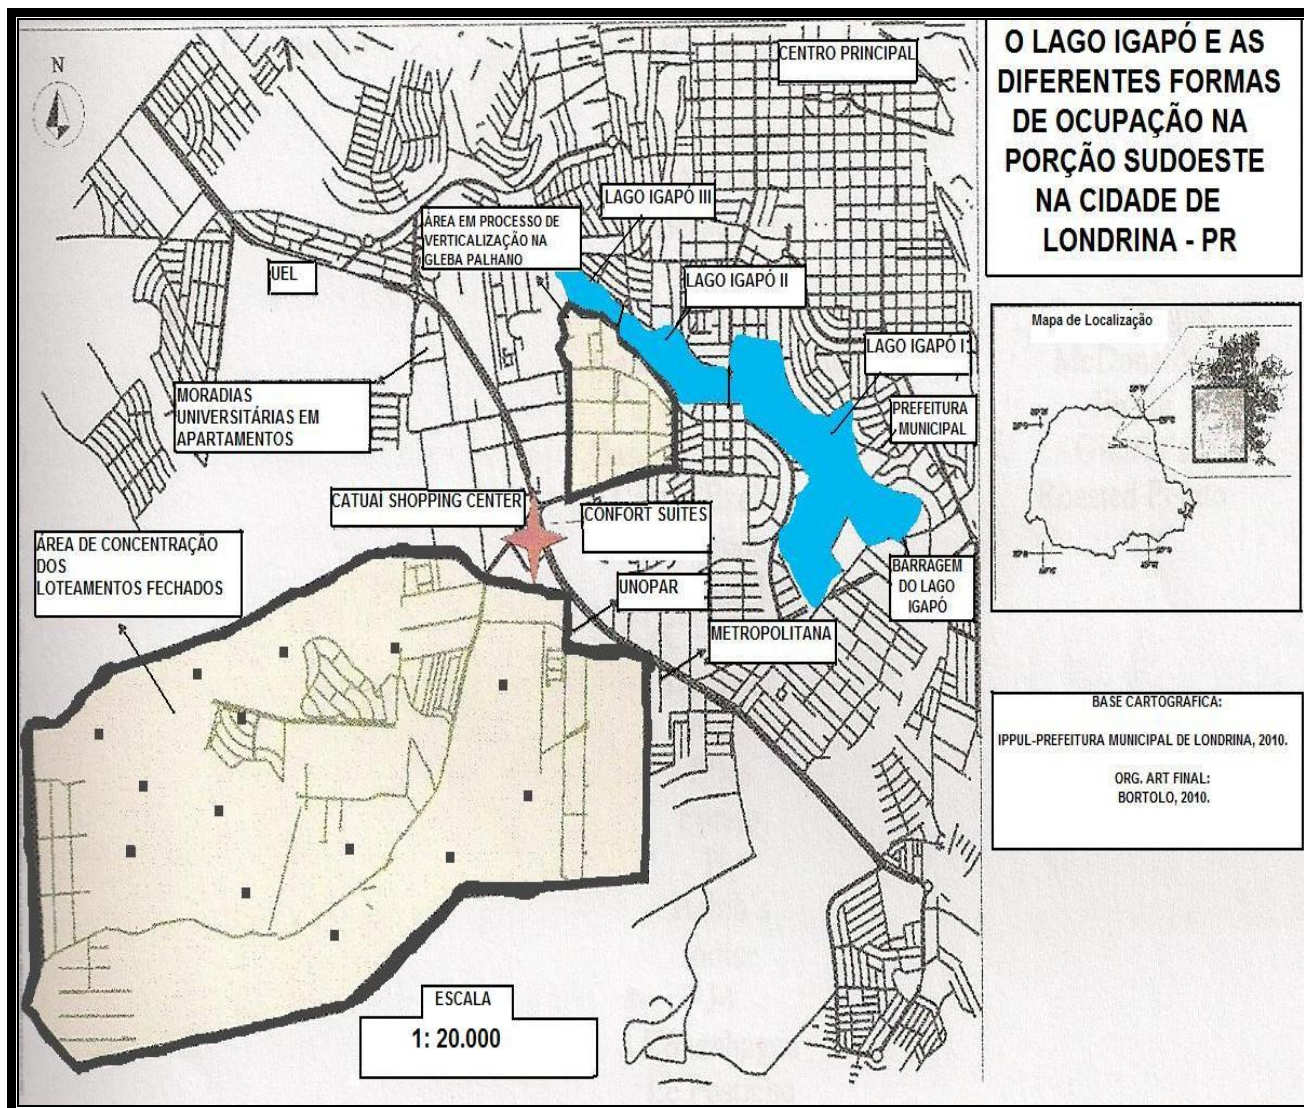 O LAGO IGAPÓ E AS
DIFERENTES FORMAS
DE OCUPAÇÃO NA
PORÇÃO SUDOESTE
NA CIDADE DE
LONDRINA - PR
N
CENTRO PRINCIPAL
LAGO IGAPÓ III
ÁREA EM PROCESSO DE
VERTICALIZAÇÃO NA
GLEBA PALHANO
UEL
LAGO IGAPÓ II
LAGO IGAPÓ I
MORADIAS
UNIVERSITÁRIAS EM
APARTAMENTOS
PREFEITURA
MUNICIPAL
CATUAÍ SHOPPING CENTER
CONFORT SUÍTES
ÁREA DE CONCENTRAÇÃO
DOS
LOTEAMENTOS FECHADOS
UNOPAR
BARRAGEM
DO LAGO
IGAPÓ
METROPOLITANA
ESCALA
1: 20.000
Mapa de Localização
BASE CARTOGRAFICA:
IPPUL-PREFEITURA MUNICIPAL DE LONDRINA, 2010.
ORG. ART FINAL:
BORTOLO, 2010.